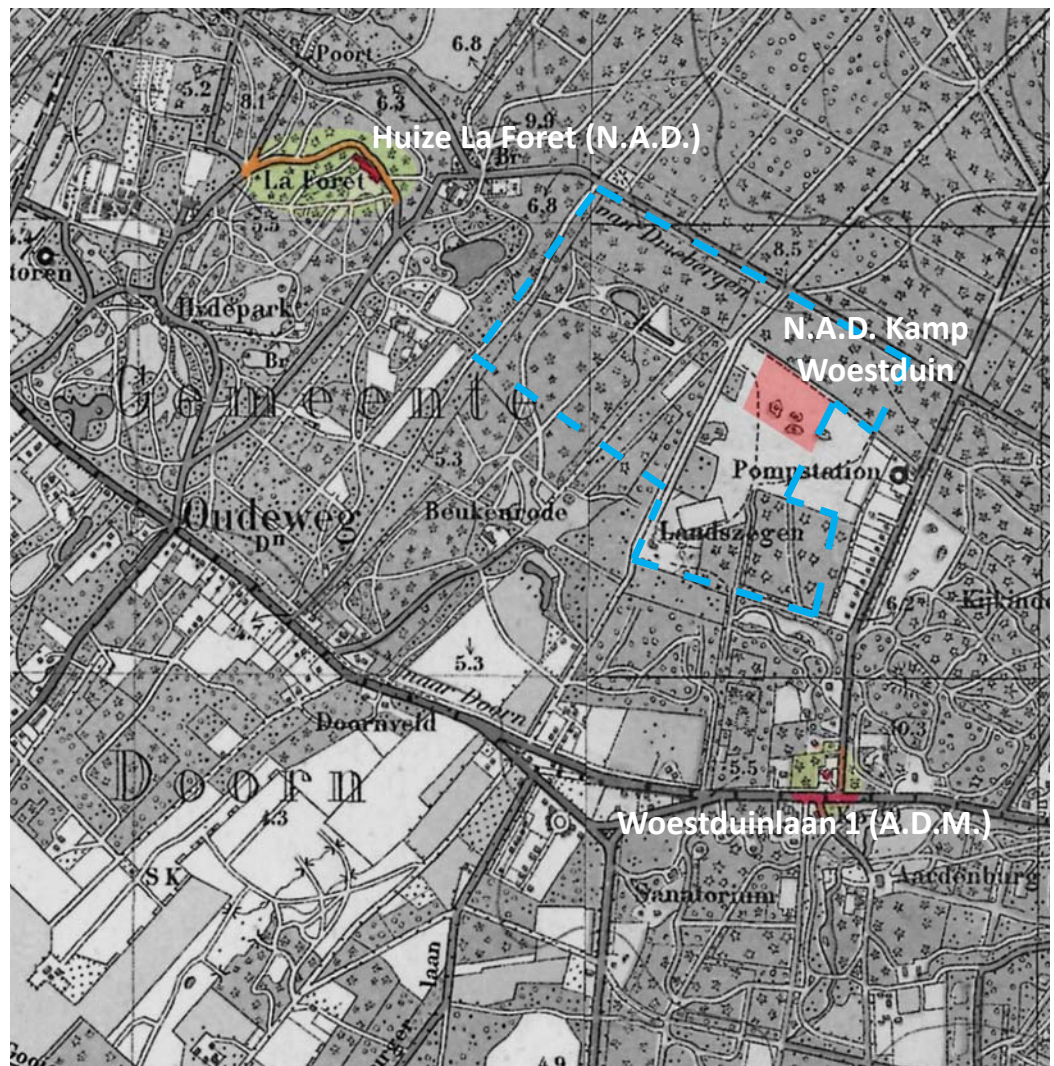 Poort
6.8
5.2
8.1
6.3
9.9
Huize La Foret (N.A.D.)
Br
La Foret
6.8
5.5
naar Driebergen
8.5
toren
Hydepark
N.A.D. Kamp
Woestduin
Br
Gemeente
5.3
Pompstation
Beukenrode
Oudeweg
Dn
Landszegen
6.2
5.3
naar Doorn
Doornveld
10.3
5.5
Doorn
4.3
Woestduinlaan 1 (A.D.M.)
SK
Aardenburg
Sanatorium
laan
4.9